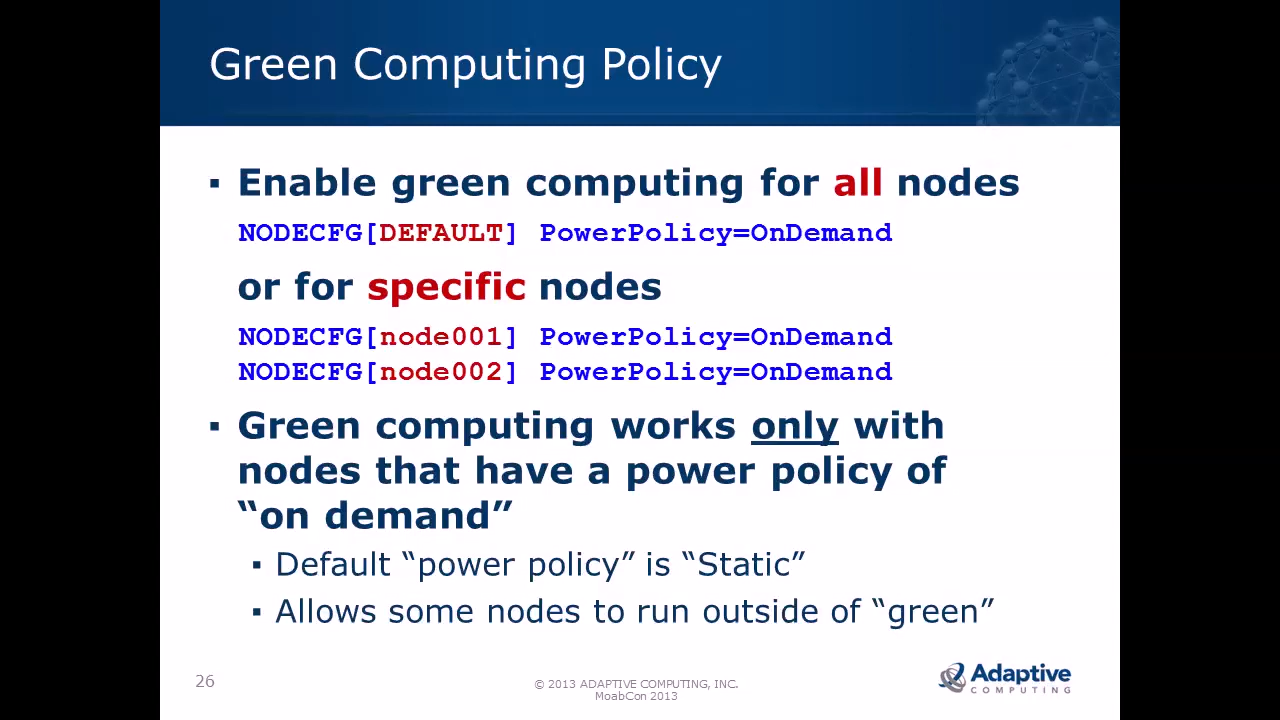 Green Computing Policy
▪ Enable green computing for all nodes
NODECFG[DEFAULT] PowerPolicy=OnDemand
or for specific nodes
NODECFG[node001] PowerPolicy=OnDemand
NODECFG[node002] PowerPolicy=OnDemand
▪ Green computing works only with
nodes that have a power policy of
“on demand”
▪ Default “power policy” is “Static”
▪ Allows some nodes to run outside of “green”
26
© 2013 ADAPTIVE COMPUTING, INC.
MoabCon 2013
Adaptive
COMPUTING